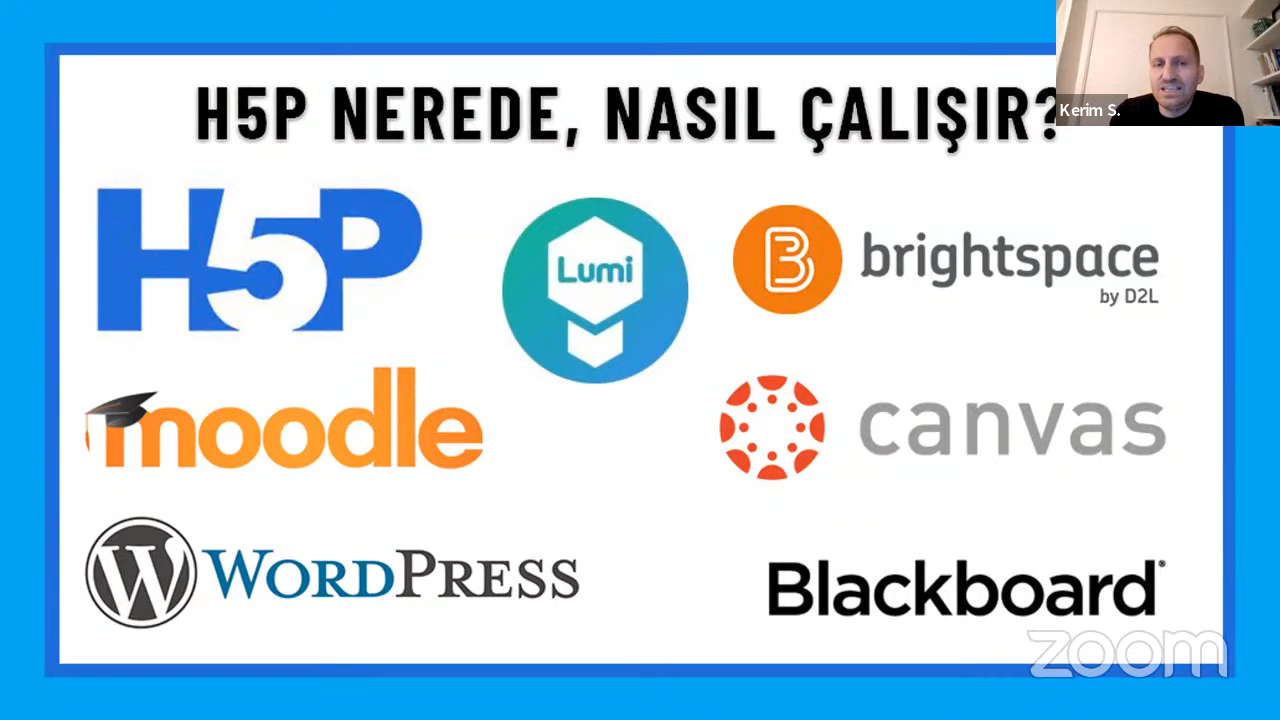 H5P NEREDE, NASIL ÇALIŞIR?
Kerim S.
H5P
Lumi
brightspace
by D2L
moodle
canvas
WORDPRESS
Blackboard
zoom